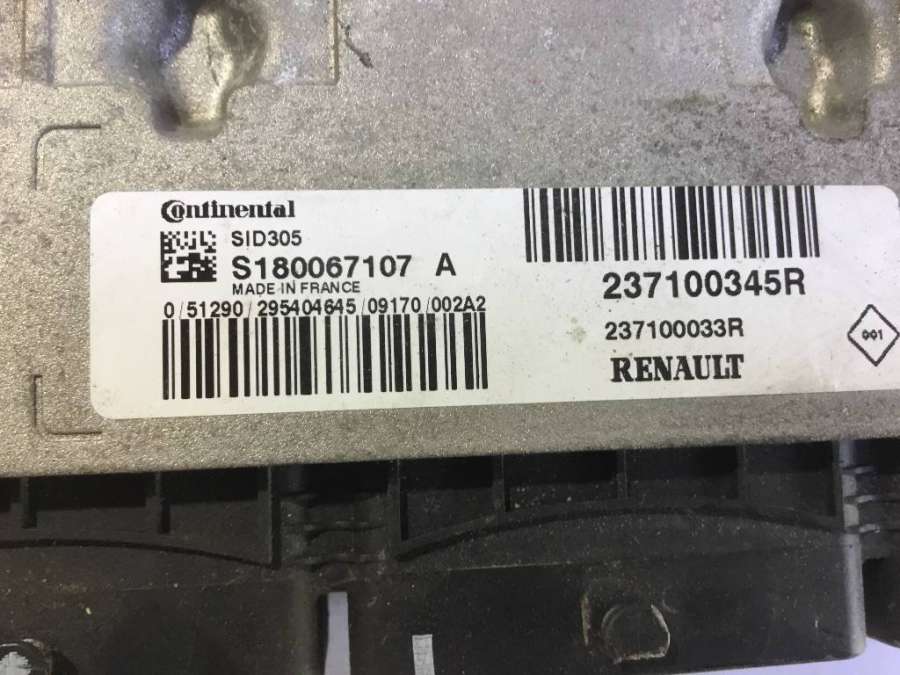 Continental
SID305
S180067107 A
MADE IN FRANCE
0/51290/295404645/09170/002A2
237100345R
237100033R
RENAULT
001